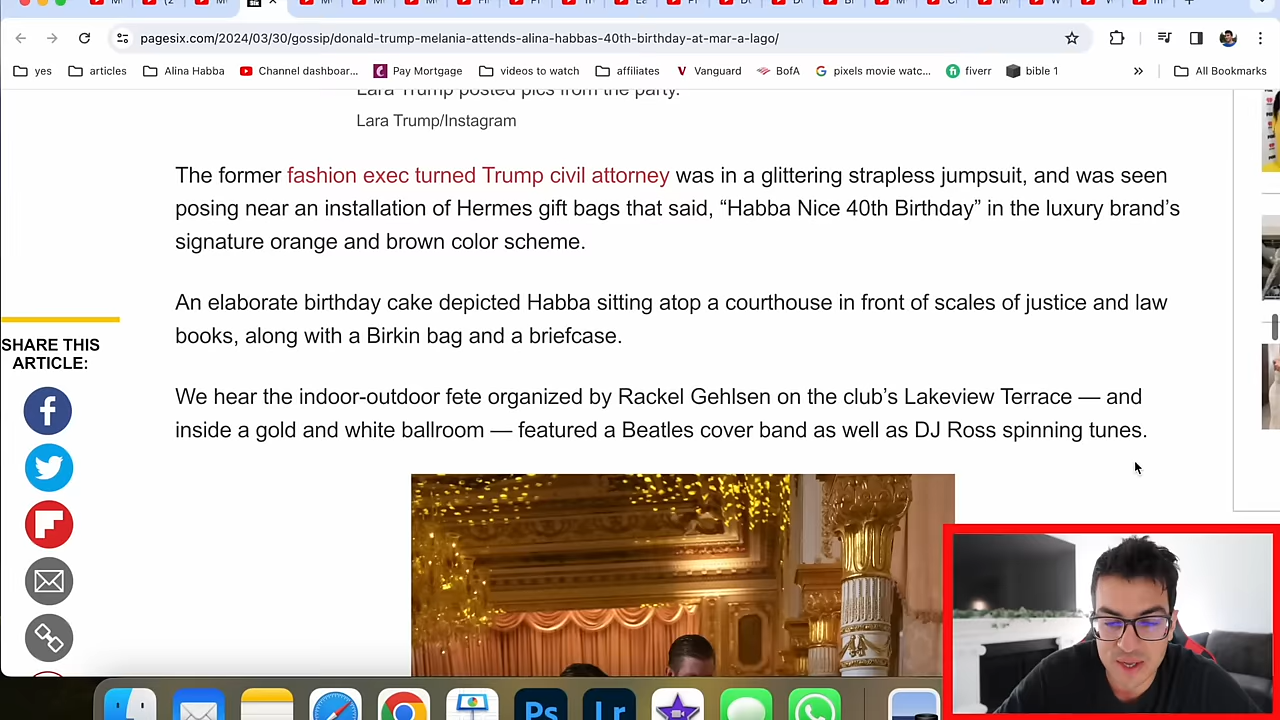 pagesix.com/2024/03/30/gossip/donald-trump-melania-attends-alina-habbas-40th-birthday-at-mar-a-lago/
yes articles Alina Habba Channel dashboar... Pay Mortgage videos to watch affiliates Vanguard BofA pixels movie watc... fiverr bible 1 » All Bookmarks
Lara Trump posted pics from the party.
Lara Trump/Instagram
The former fashion exec turned Trump civil attorney was in a glittering strapless jumpsuit, and was seen
posing near an installation of Hermes gift bags that said, “Habba Nice 40th Birthday” in the luxury brand’s
signature orange and brown color scheme.
An elaborate birthday cake depicted Habba sitting atop a courthouse in front of scales of justice and law
books, along with a Birkin bag and a briefcase.
SHARE THIS
ARTICLE:
We hear the indoor-outdoor fete organized by Rackel Gehlsen on the club’s Lakeview Terrace — and
inside a gold and white ballroom — featured a Beatles cover band as well as DJ Ross spinning tunes.
Ps Lr